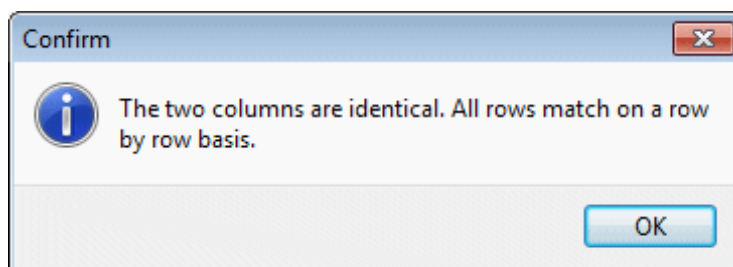 Confirm
The two columns are identical. All rows match on a row
by row basis.
OK